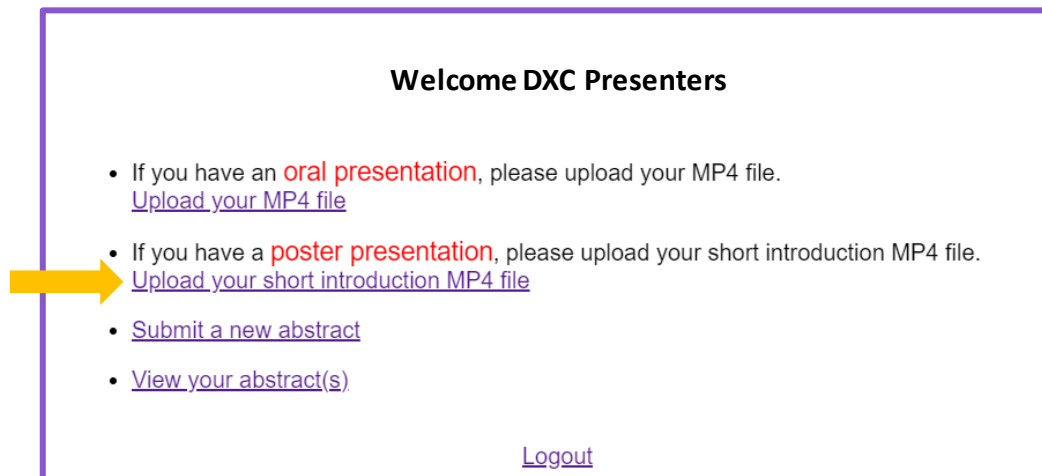 Welcome DXC Presenters
• If you have an oral presentation, please upload your MP4 file.
Upload your MP4 file
• If you have a poster presentation, please upload your short introduction MP4 file.
Upload your short introduction MP4 file
• Submit a new abstract
• View your abstract(s)
Logout